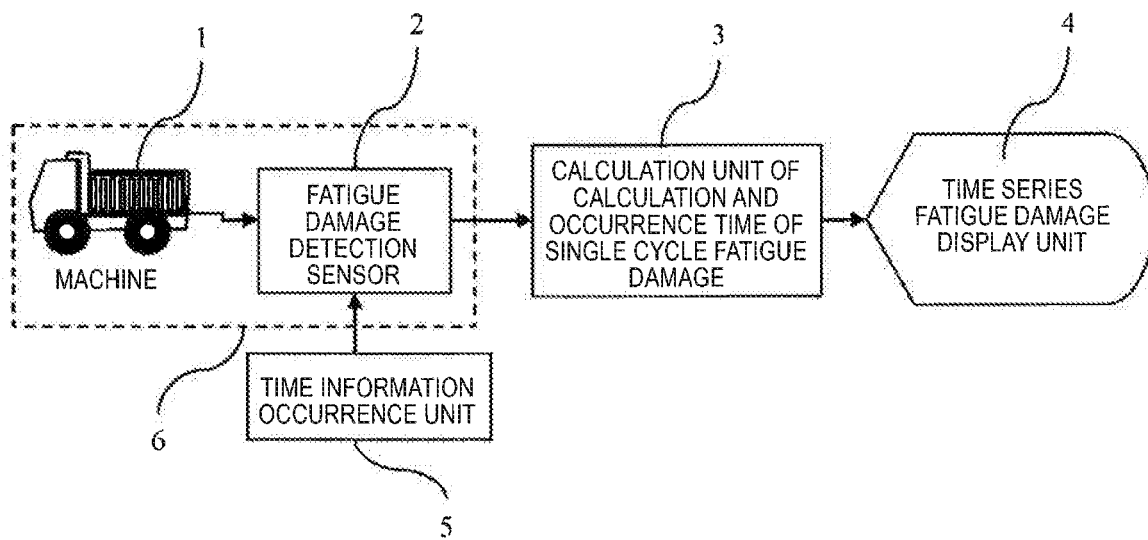 1
2
3
4
MACHINE
FATIGUE
DAMAGE
DETECTION
SENSOR
CALCULATION UNIT OF
CALCULATION AND
OCCURRENCE TIME OF
SINGLE CYCLE FATIGUE
DAMAGE
TIME SERIES
FATIGUE DAMAGE
DISPLAY UNIT
TIME INFORMATION
OCCURRENCE UNIT
6
5